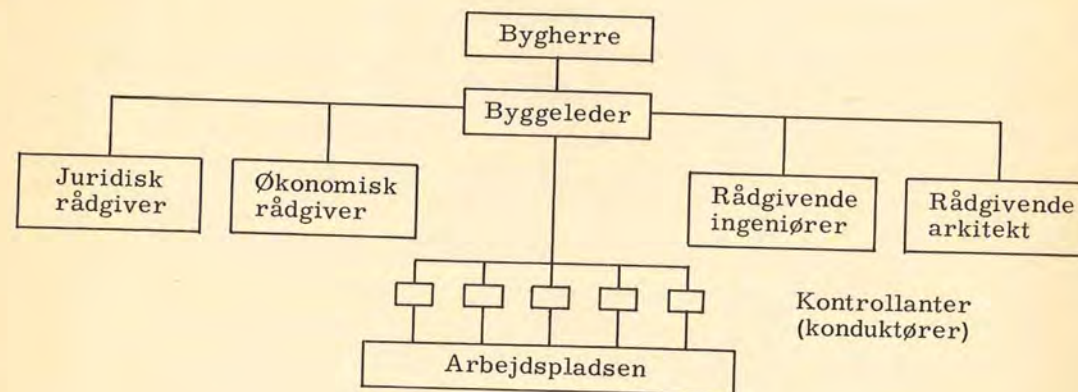 Bygherre
Byggeleder
Juridisk
rådgiver
Økonomisk
rådgiver
Rådgivende
ingeniører
Rådgivende
arkitekt
Kontrollanter
(konduktører)
Arbejdspladsen